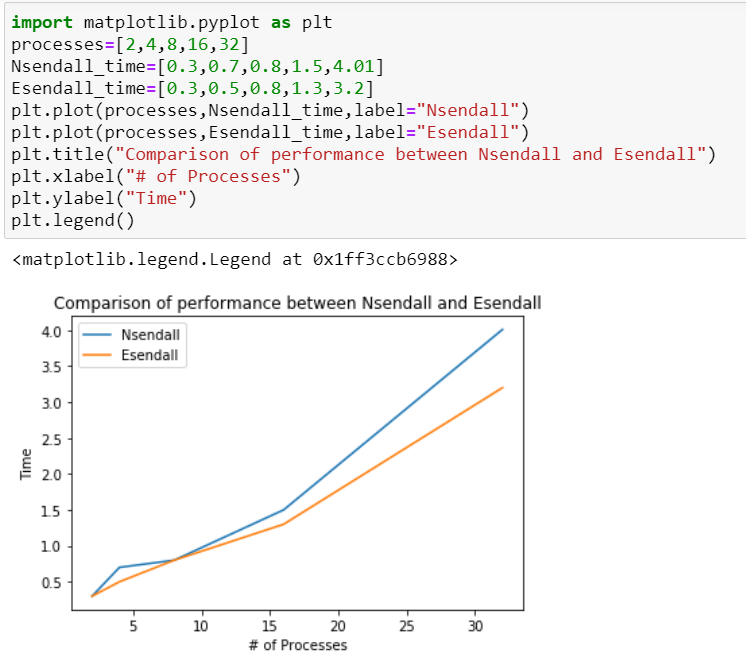 import matplotlib.pyplot as plt
processes=[2,4,8,16,32]
Nsendall_time=[0.3,0.7,0.8,1.5,4.01]
Esendall_time=[0.3,0.5,0.8,1.3,3.2]
plt.plot(processes,Nsendall_time,label="Nsendall")
plt.plot(processes,Esendall_time,label="Esendall")
plt.title("Comparison of performance between Nsendall and Esendall")
plt.xlabel("# of Processes")
plt.ylabel("Time")
plt.legend()
<matplotlib.legend.Legend at 0x1ff3ccb6988>
Comparison of performance between Nsendall and Esendall
Nsendall
Esendall
4.0
3.5
3.0
2.5
2.0
1.5
1.0
0.5
Time
5 10 15 20 25 30
# of Processes